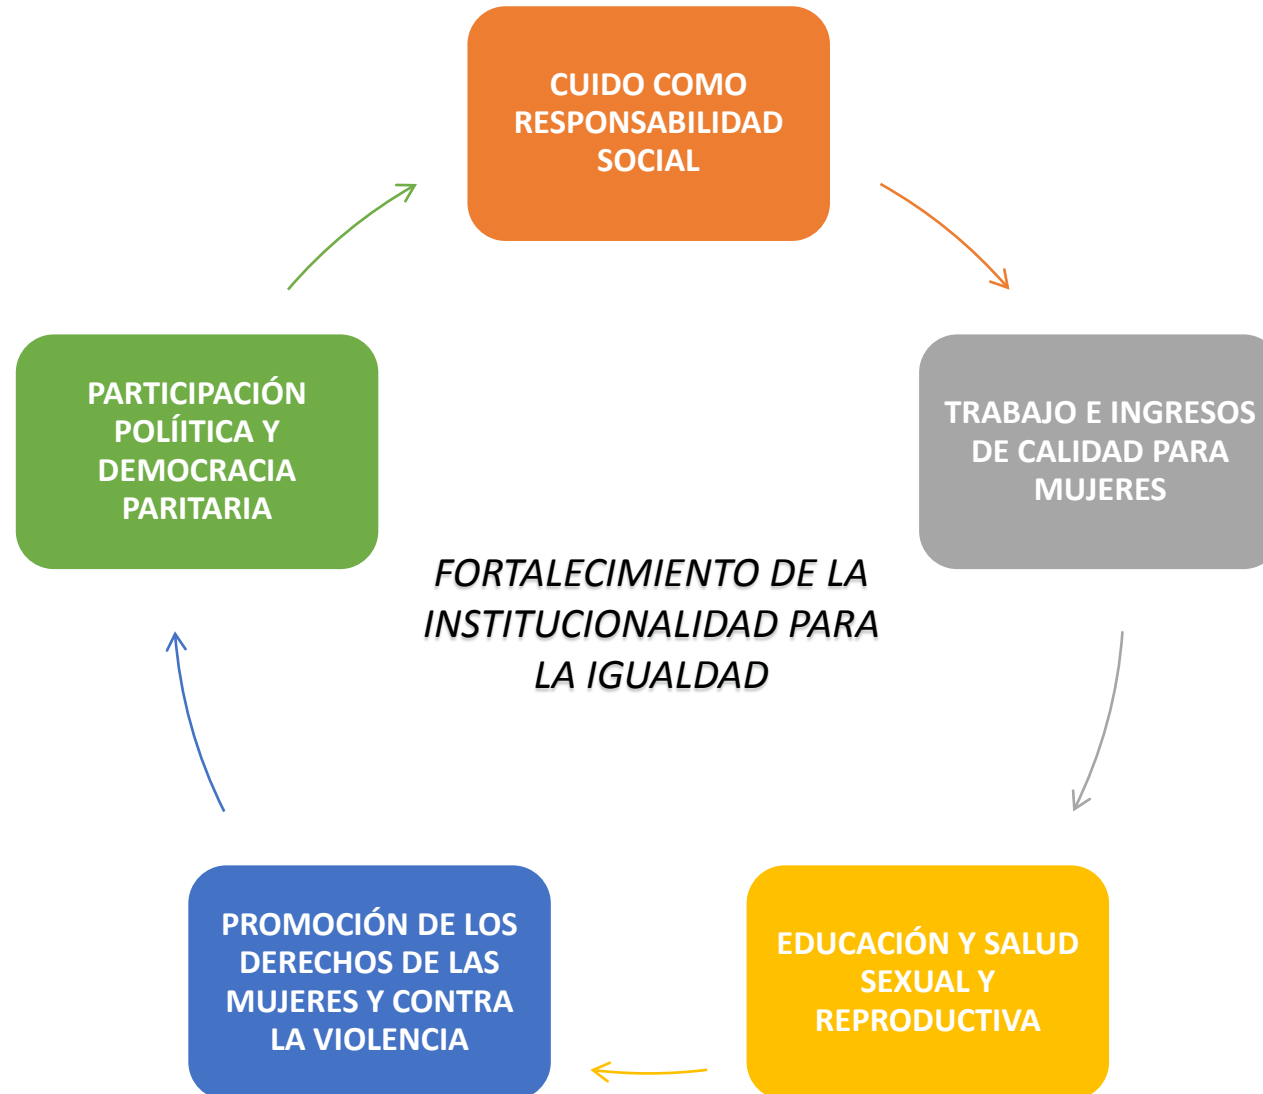 CUIDO COMO
RESPONSABILIDAD
SOCIAL
TRABAJO E INGRESOS
DE CALIDAD PARA
MUJERES
EDUCACIÓN Y SALUD
SEXUAL Y
REPRODUCTIVA
PROMOCIÓN DE LOS
DERECHOS DE LAS
MUJERES Y CONTRA
LA VIOLENCIA
PARTICIPACIÓN
POLÍITICA Y
DEMOCRACIA
PARITARIA
FORTALECIMIENTO DE LA
INSTITUCIONALIDAD PARA
LA IGUALDAD